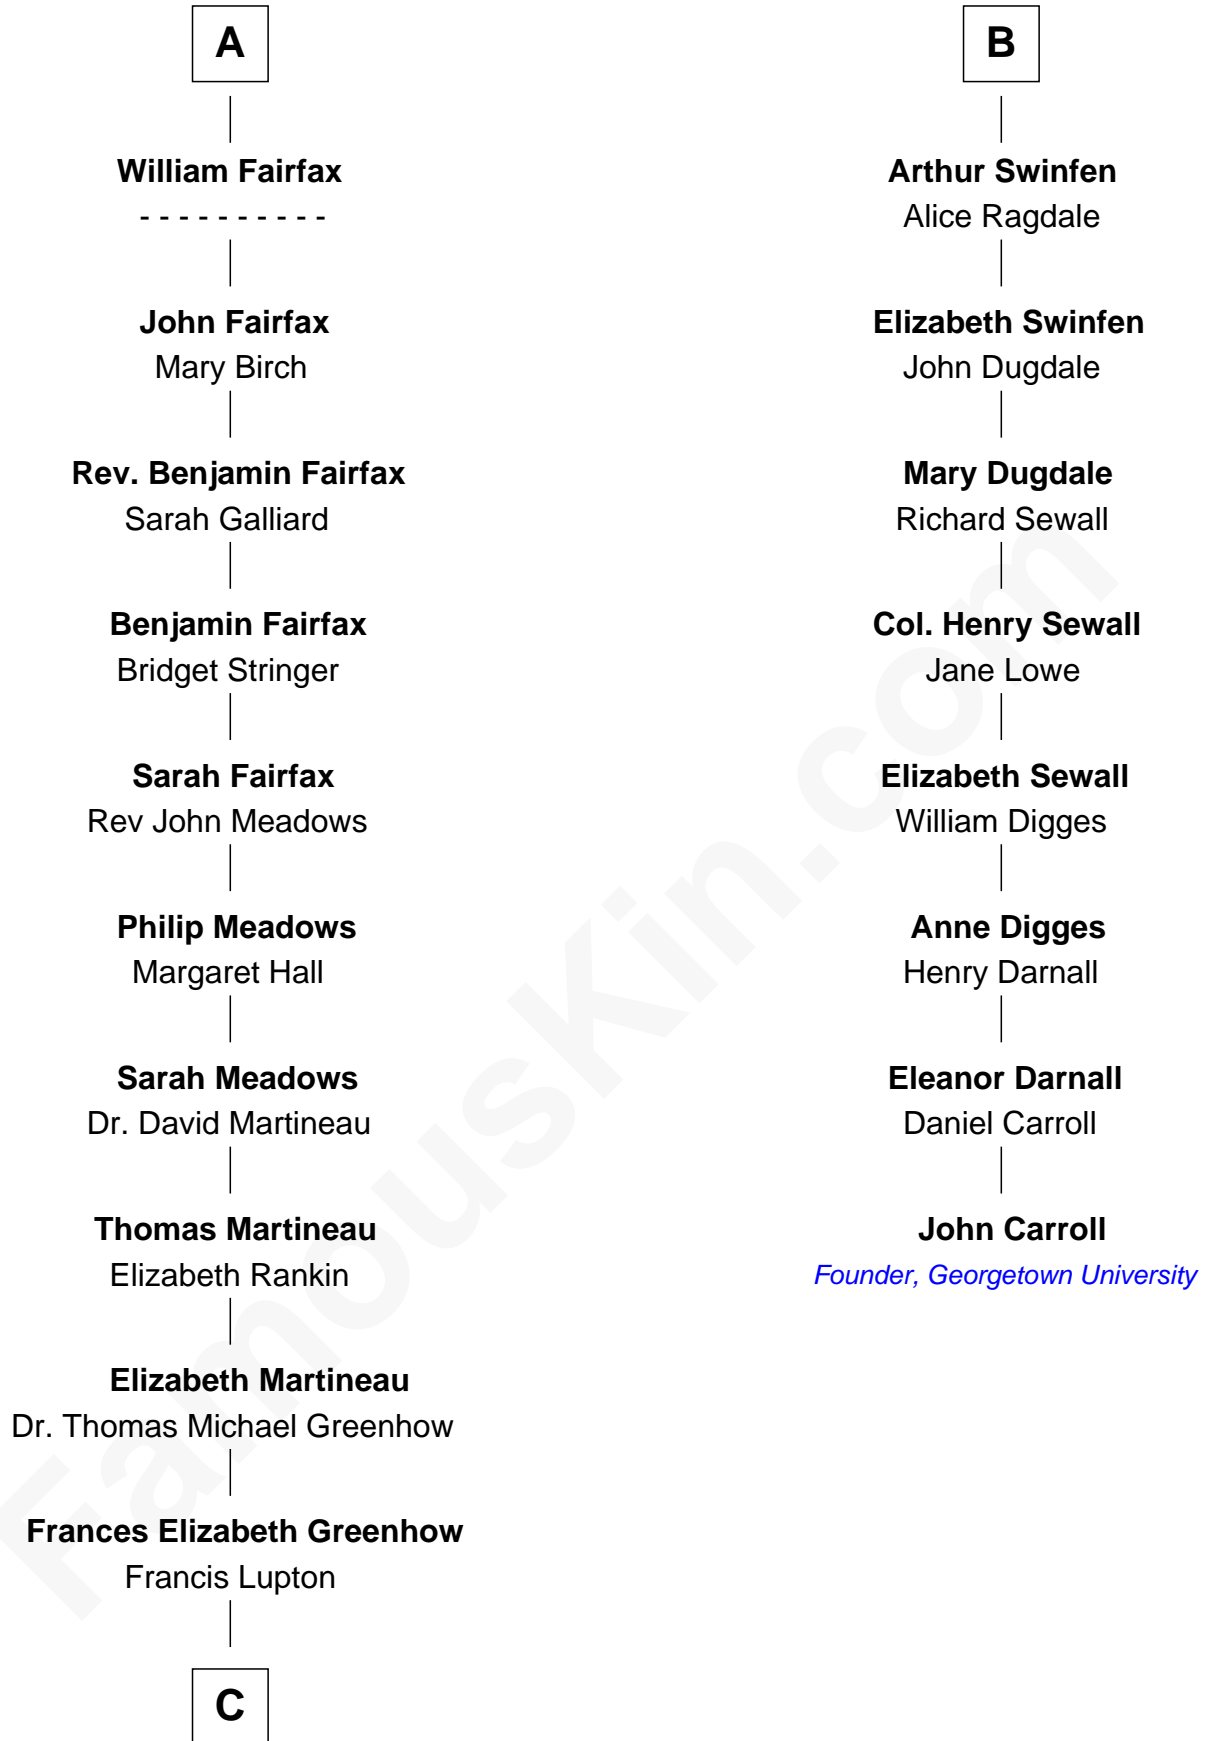 A
William Fairfax
- - - - - - - - - -
John Fairfax
Mary Birch
Rev. Benjamin Fairfax
Sarah Galliard
Benjamin Fairfax
Bridget Stringer
Sarah Fairfax
Rev John Meadows
Philip Meadows
Margaret Hall
Sarah Meadows
Dr. David Martineau
Thomas Martineau
Elizabeth Rankin
Elizabeth Martineau
Dr. Thomas Michael Greenhow
Frances Elizabeth Greenhow
Francis Lupton
C
B
Arthur Swinfen
Alice Ragdale
Elizabeth Swinfen
John Dugdale
Mary Dugdale
Richard Sewall
Col. Henry Sewall
Jane Lowe
Elizabeth Sewall
William Digges
Anne Digges
Henry Darnall
Eleanor Darnall
Daniel Carroll
John Carroll
Founder, Georgetown University
FamousKin.com